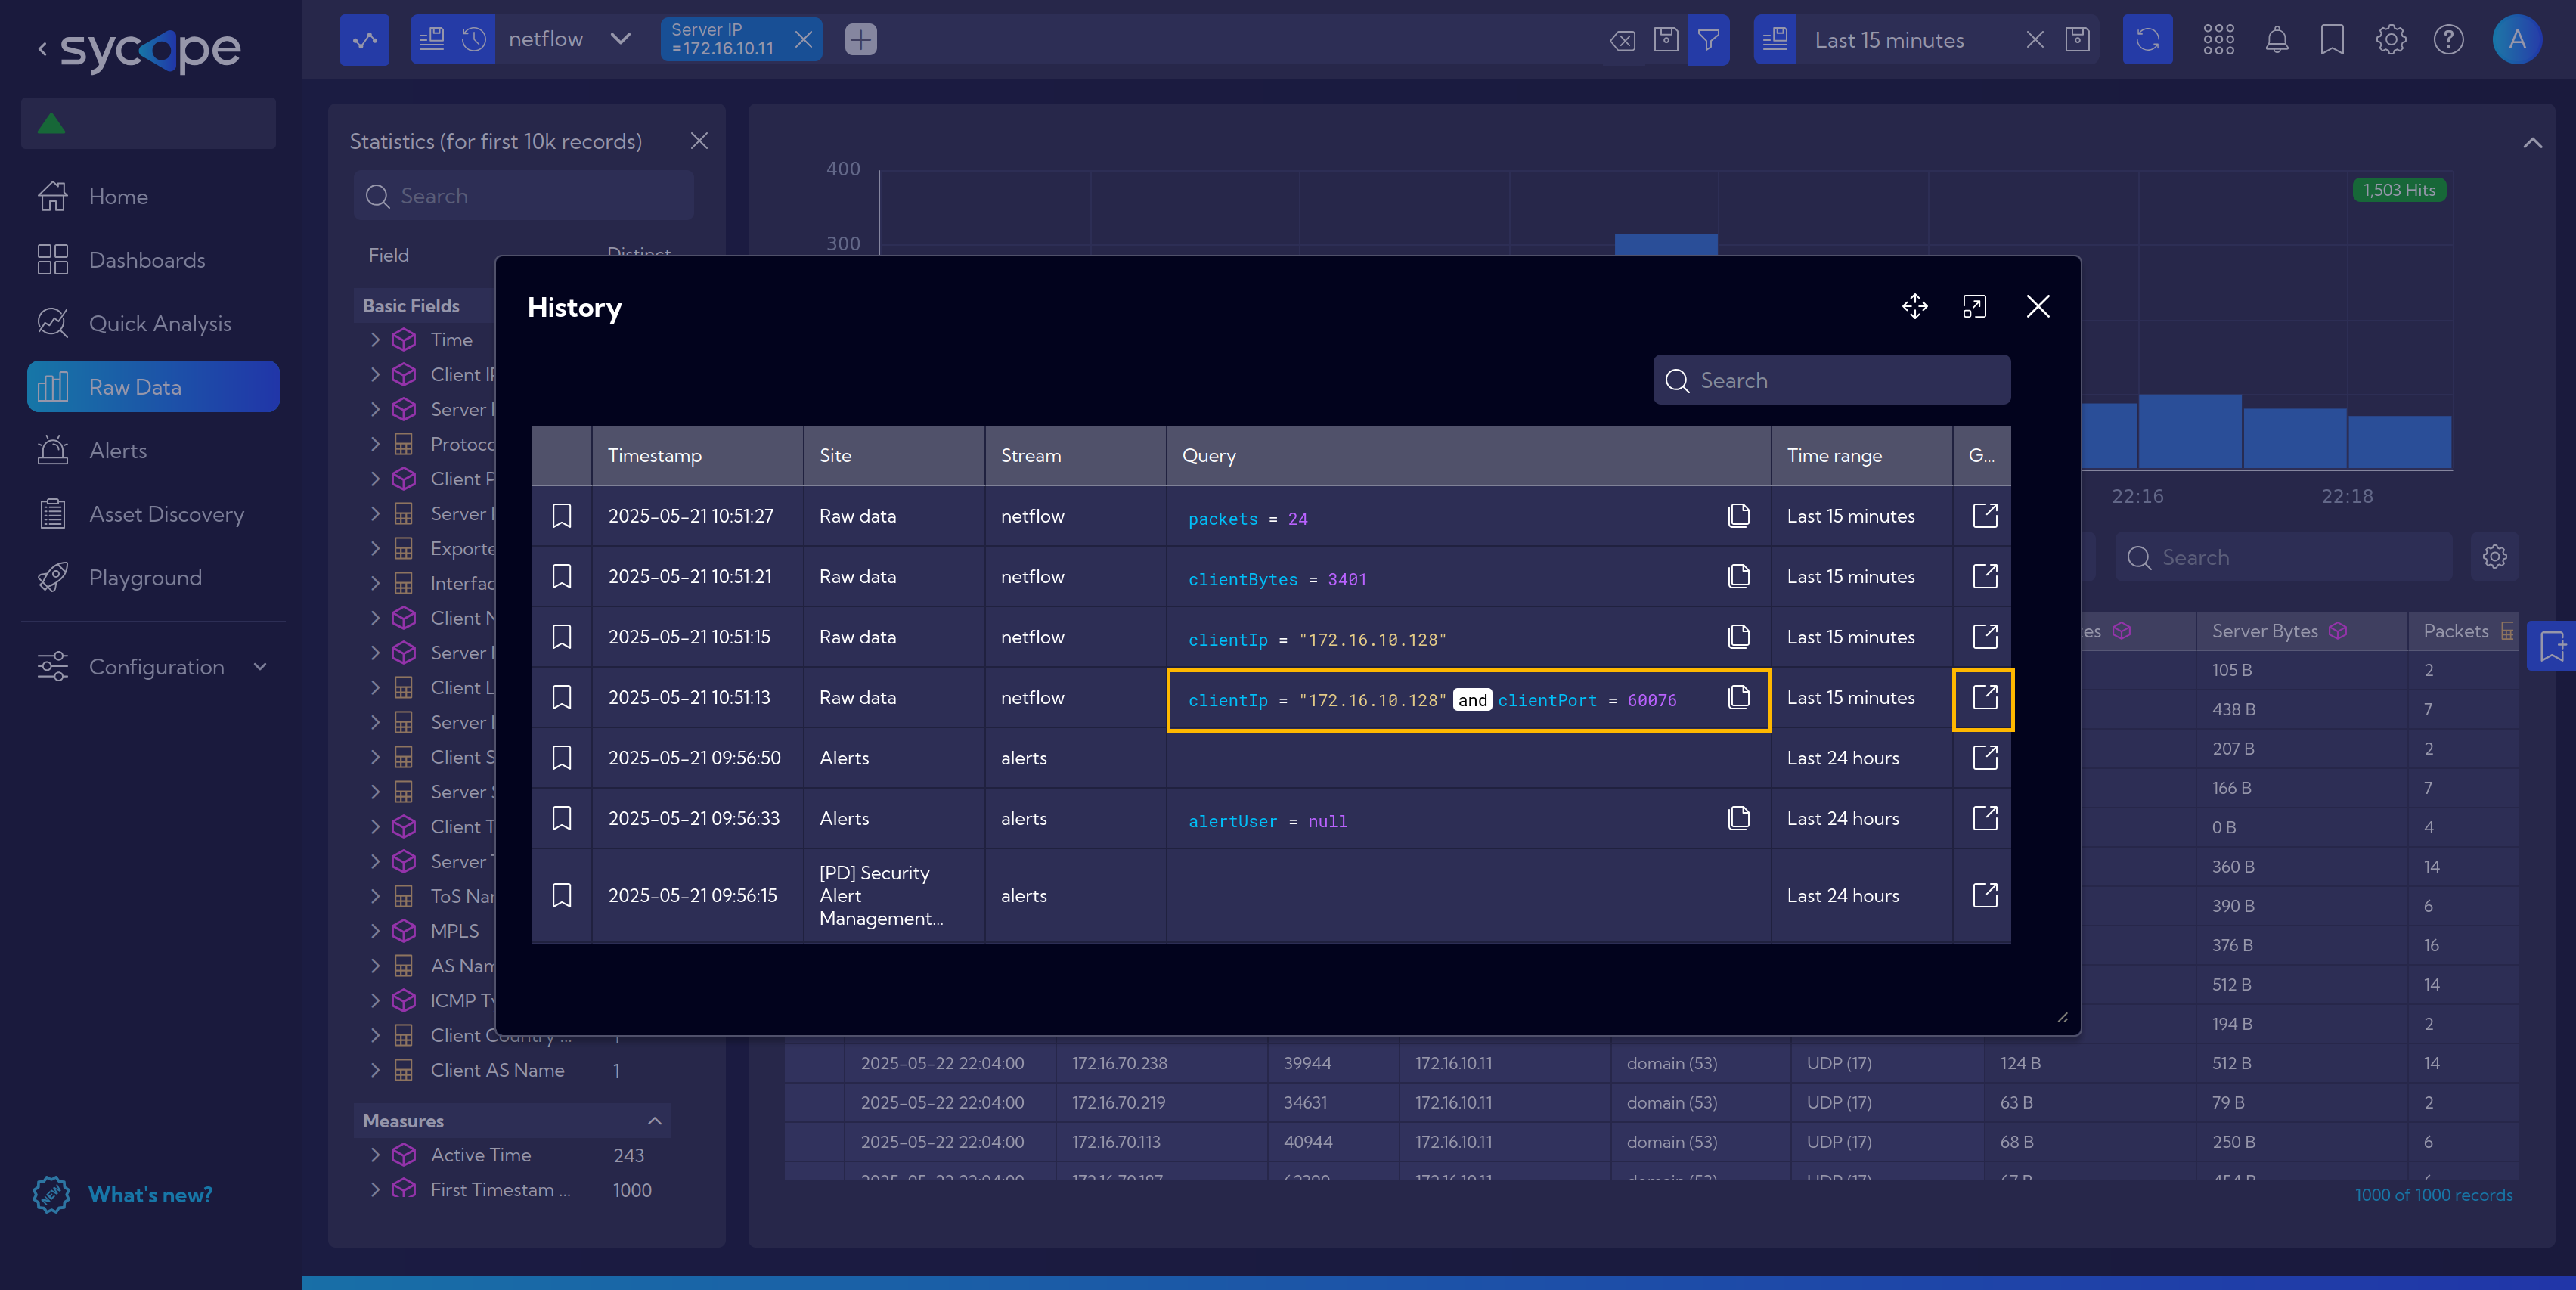 sycope
netflow
Server IP
=172.16.10.11
Last 15 minutes
A
Home
Dashboards
Quick Analysis
Raw Data
Alerts
Asset Discovery
Playground
Configuration
NEW
What's new?
Statistics (for first 10k records)
Search
Field
Distinct
Basic Fields
Time
Client IP
Server I
Protoco
Client P
Server P
Exporte
Interfac
Client N
Server N
Client L
Server L
Client S
Server S
Client T
Server T
ToS Nam
MPLS
AS Nam
ICMP Ty
Client Country ... 1
Client AS Name 1
Measures
Active Time 243
First Timestam ... 1000
400
300
1,503 Hits
22:16 22:18
Search
History
Search
Timestamp Site Stream Query Time range G...
2025-05-21 10:51:27 Raw data netflow packets = 24 Last 15 minutes
2025-05-21 10:51:21 Raw data netflow clientBytes = 3401 Last 15 minutes
2025-05-21 10:51:15 Raw data netflow clientIp = "172.16.10.128" Last 15 minutes
2025-05-21 10:51:13 Raw data netflow clientIp = "172.16.10.128" and clientPort = 60076 Last 15 minutes
2025-05-21 09:56:50 Alerts alerts Last 24 hours
2025-05-21 09:56:33 Alerts alerts alertUser = null Last 24 hours
2025-05-21 09:56:15 [PD] Security Alert Management... alerts Last 24 hours
es Server Bytes Packets
105 B 2
438 B 7
207 B 2
166 B 7
0 B 4
360 B 14
390 B 6
376 B 16
512 B 14
194 B 2
2025-05-22 22:04:00 172.16.70.238 39944 172.16.10.11 domain (53) UDP (17) 124 B 512 B 14
2025-05-22 22:04:00 172.16.70.219 34631 172.16.10.11 domain (53) UDP (17) 63 B 79 B 2
2025-05-22 22:04:00 172.16.70.113 40944 172.16.10.11 domain (53) UDP (17) 68 B 250 B 6
1000 of 1000 records